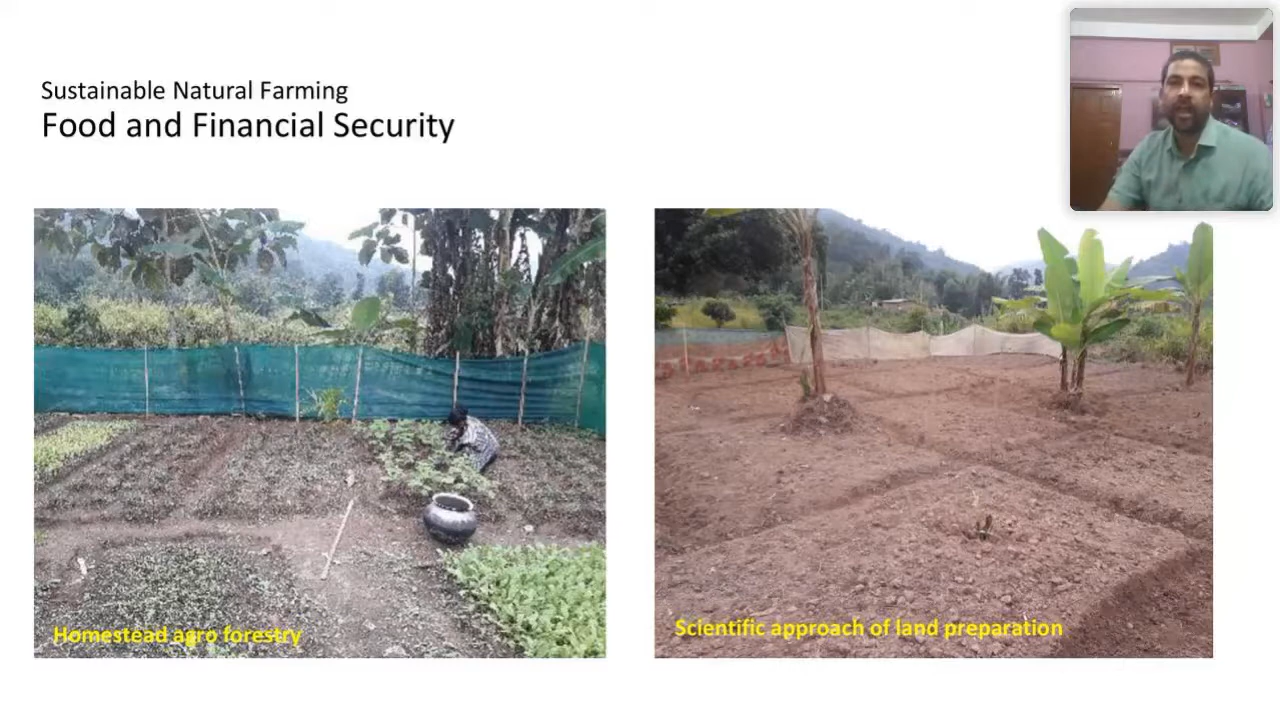 Sustainable Natural Farming
Food and Financial Security
Homestead agro forestry
Scientific approach of land preparation